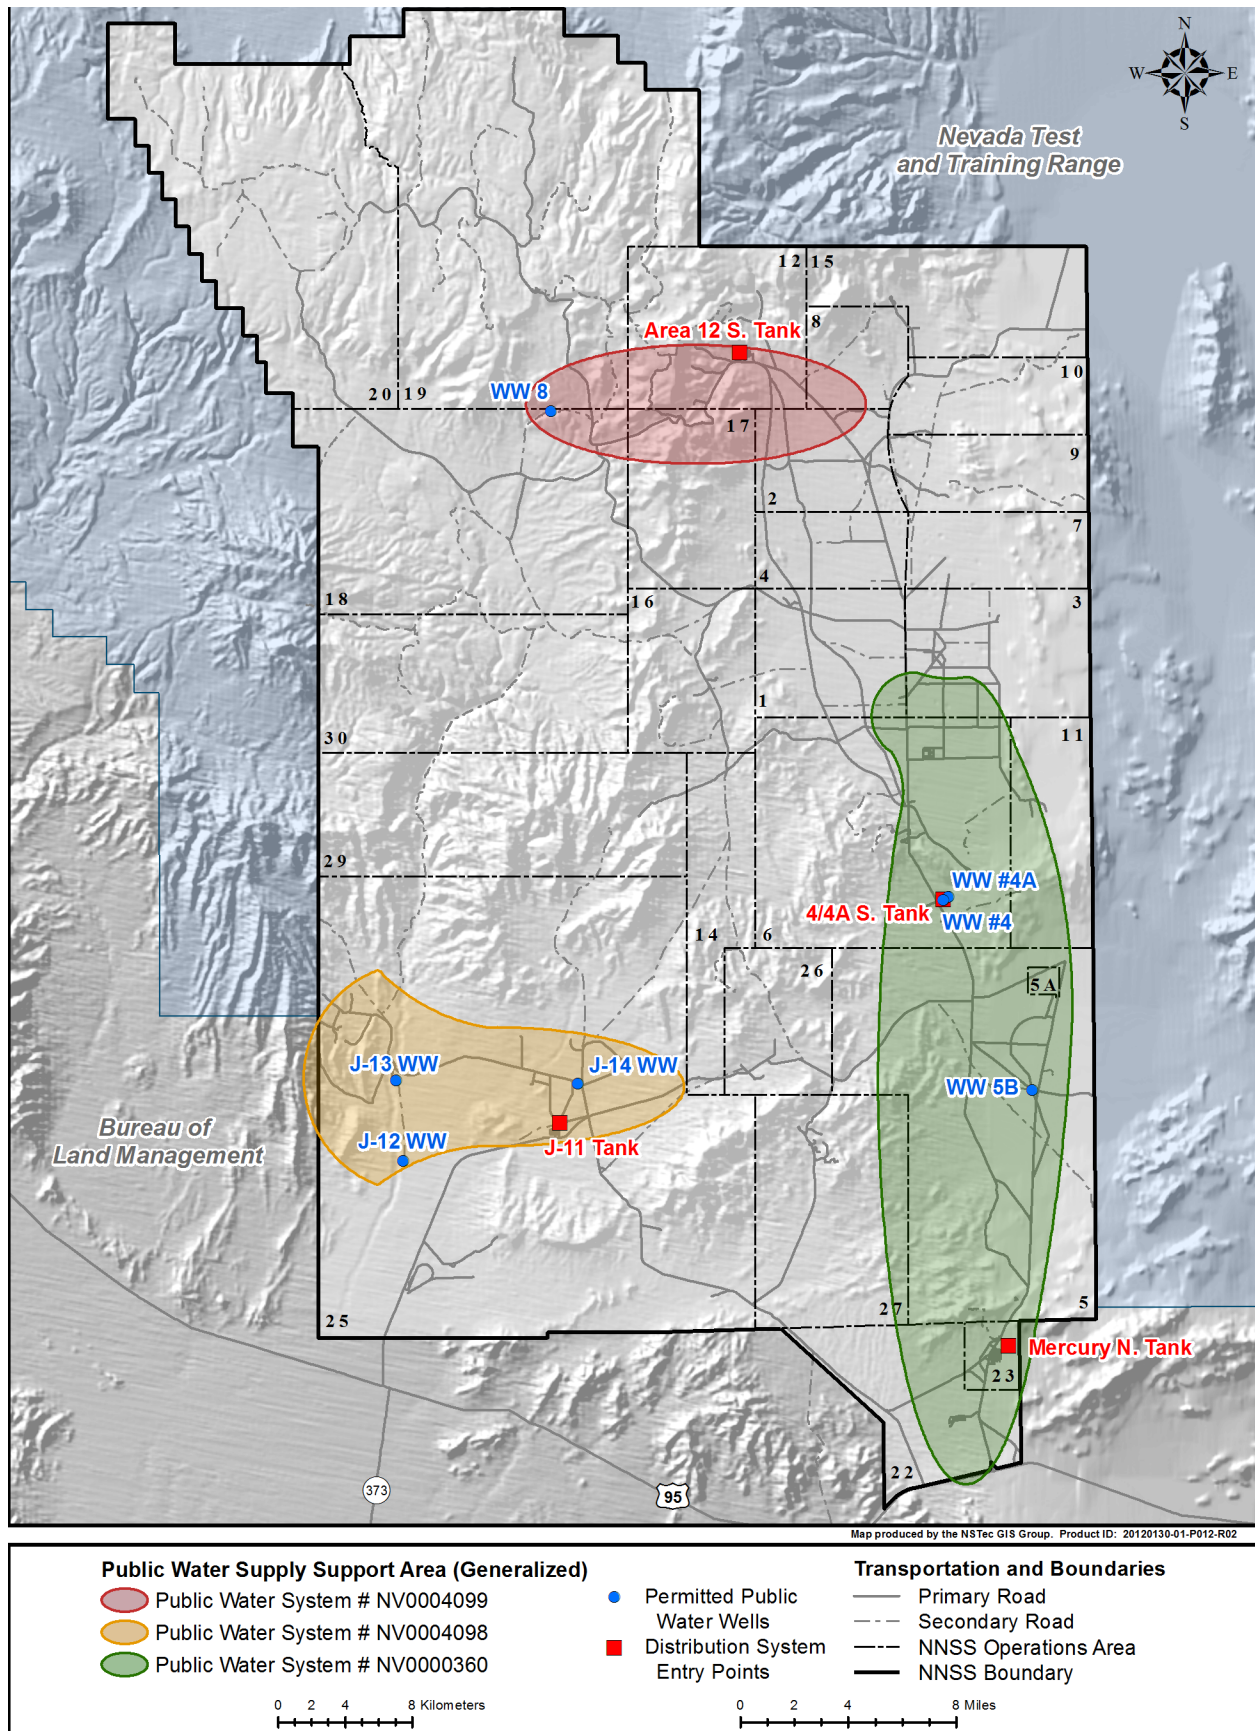 N
W E
S
Nevada Test
and Training Range
12 15
Area 12 S. Tank
8
10
20 19
WW 8
17
9
2
7
4
18
16
3
1
30
11
29
WW #4A
4/4A S. Tank
WW #4
14
6
26
5A
J-13 WW
J-14 WW
WW 5B
Bureau of
Land Management
J-12 WW
J-11 Tank
25
27
5
Mercury N. Tank
23
22
373
95
Map produced by the NSTec GIS Group. Product ID: 20120130-01-P012-R02
Public Water Supply Support Area (Generalized)
Public Water System # NV0004099
Public Water System # NV0004098
Public Water System # NV0000360
Permitted Public
Water Wells
Distribution System
Entry Points
Transportation and Boundaries
Primary Road
Secondary Road
NNSS Operations Area
NNSS Boundary
0 2 4 8 Kilometers
0 2 4 8 Miles